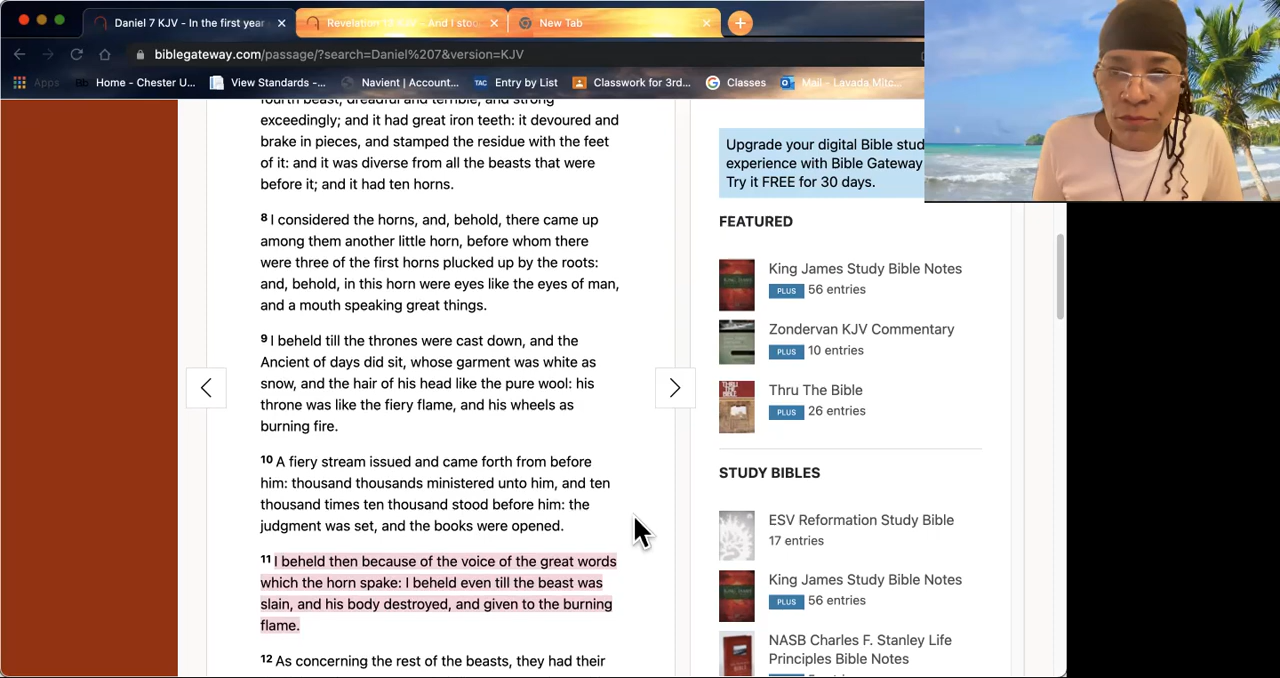 Daniel 7 KJV - In the first year
Revelation 13 KJV - And I stoo
New Tab
biblegateway.com/passage/?search=Daniel%207&version=KJV
Apps
Home - Chester U...
View Standards -...
Navient | Account...
TAC Entry by List
Classwork for 3rd...
Classes
Mail - Lavada Mitc...
fourth beast, dreadful and terrible, and strong
exceedingly; and it had great iron teeth: it devoured and
brake in pieces, and stamped the residue with the feet
of it: and it was diverse from all the beasts that were
before it; and it had ten horns.
8 I considered the horns, and, behold, there came up
among them another little horn, before whom there
were three of the first horns plucked up by the roots:
and, behold, in this horn were eyes like the eyes of man,
and a mouth speaking great things.
9 I beheld till the thrones were cast down, and the
Ancient of days did sit, whose garment was white as
snow, and the hair of his head like the pure wool: his
throne was like the fiery flame, and his wheels as
burning fire.
10 A fiery stream issued and came forth from before
him: thousand thousands ministered unto him, and ten
thousand times ten thousand stood before him: the
judgment was set, and the books were opened.
11 I beheld then because of the voice of the great words
which the horn spake: I beheld even till the beast was
slain, and his body destroyed, and given to the burning
flame.
12 As concerning the rest of the beasts, they had their
Upgrade your digital Bible stud
experience with Bible Gateway
Try it FREE for 30 days.
FEATURED
King James Study Bible Notes
PLUS 56 entries
Zondervan KJV Commentary
PLUS 10 entries
Thru The Bible
PLUS 26 entries
STUDY BIBLES
ESV Reformation Study Bible
17 entries
King James Study Bible Notes
PLUS 56 entries
NASB Charles F. Stanley Life
Principles Bible Notes